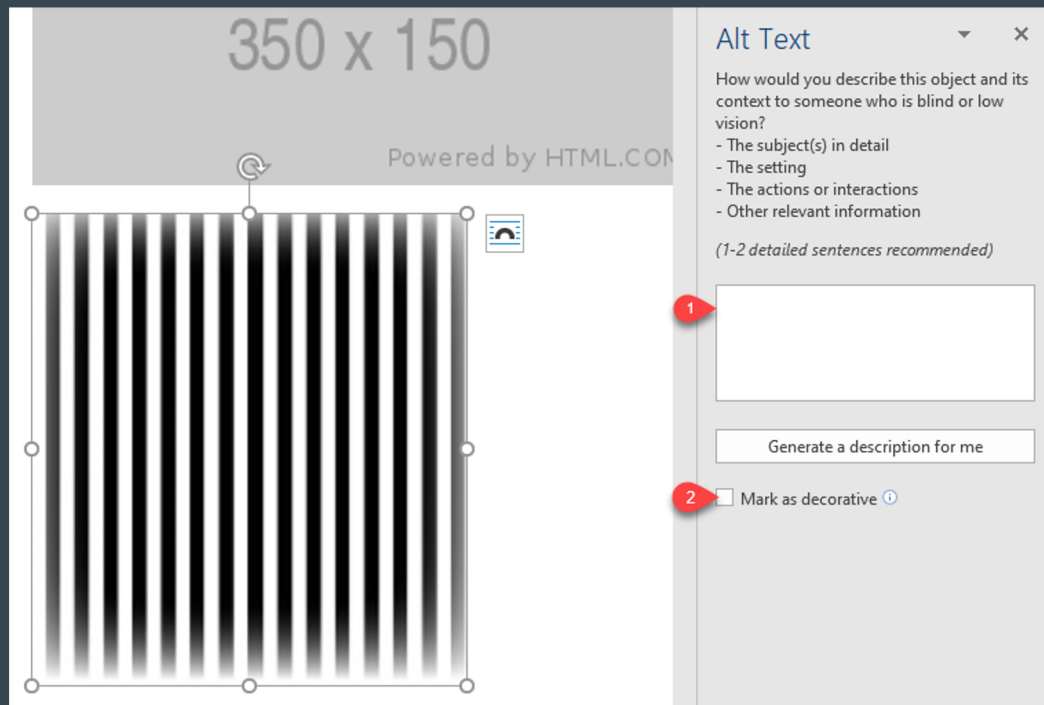 350 x 150
Powered by HTML.COM
Alt Text
How would you describe this object and its
context to someone who is blind or low
vision?
- The subject(s) in detail
- The setting
- The actions or interactions
- Other relevant information
(1-2 detailed sentences recommended)
1
Generate a description for me
2
Mark as decorative